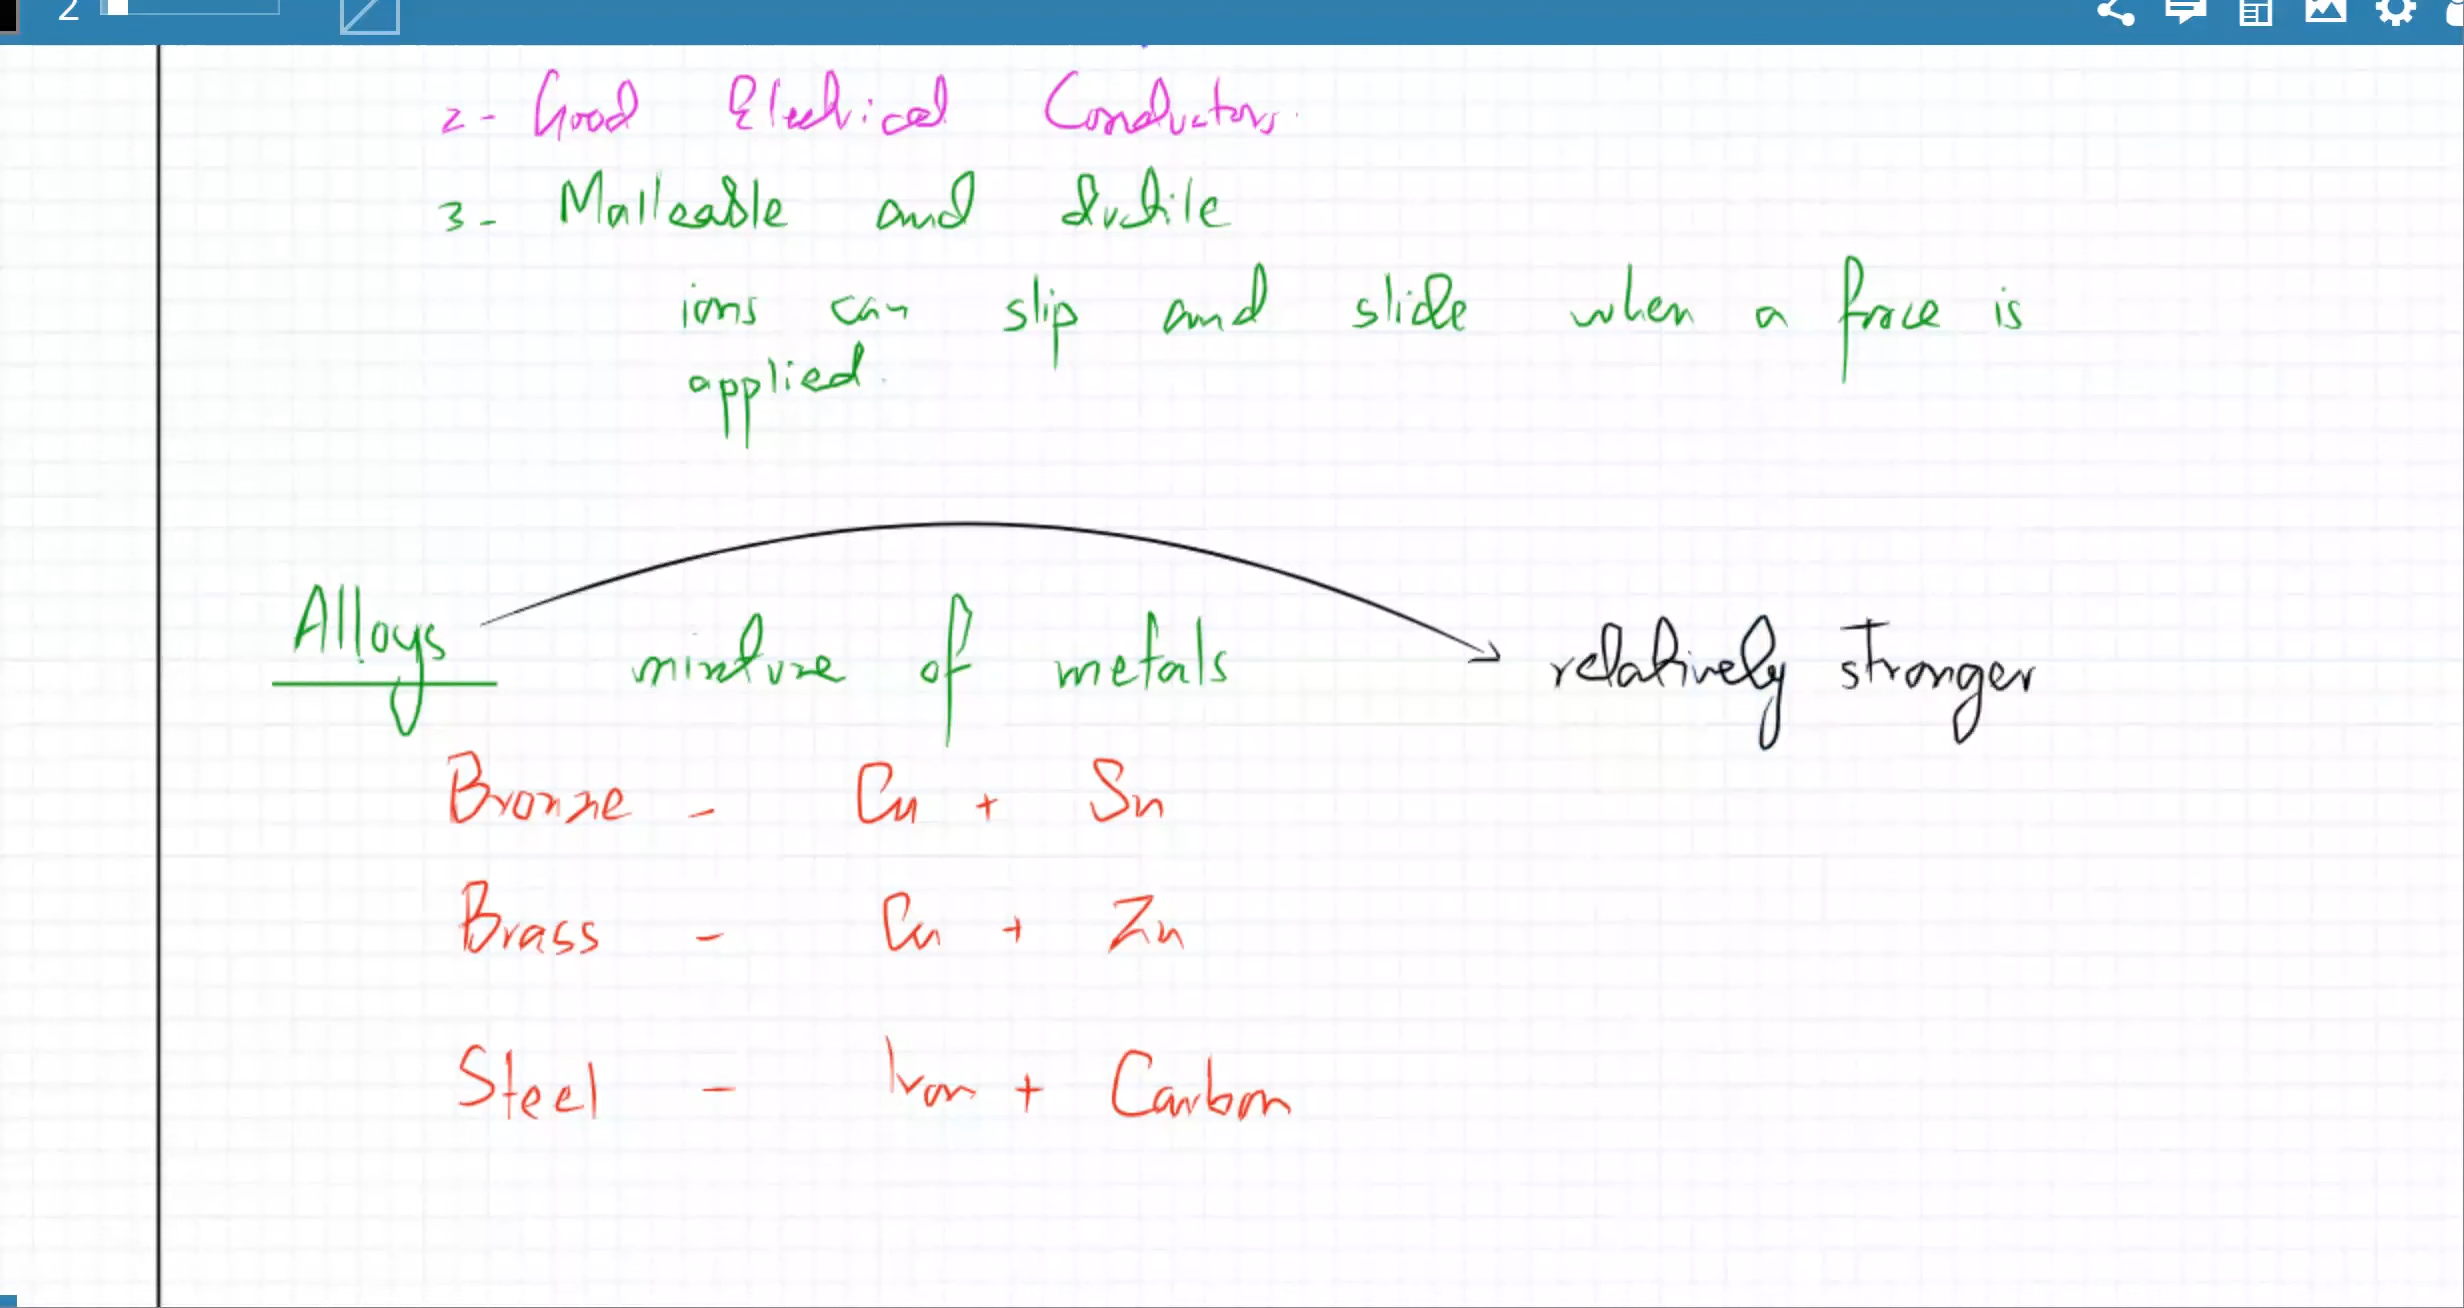 2
2- Good Electrical Conductors.
3- Malleable and ductile
ions can slip and slide when a force is
applied.
Alloys mixture of metals relatively stronger
Bronze - Cu + Sn
Brass - Cu + Zn
Steel - Iron + Carbon